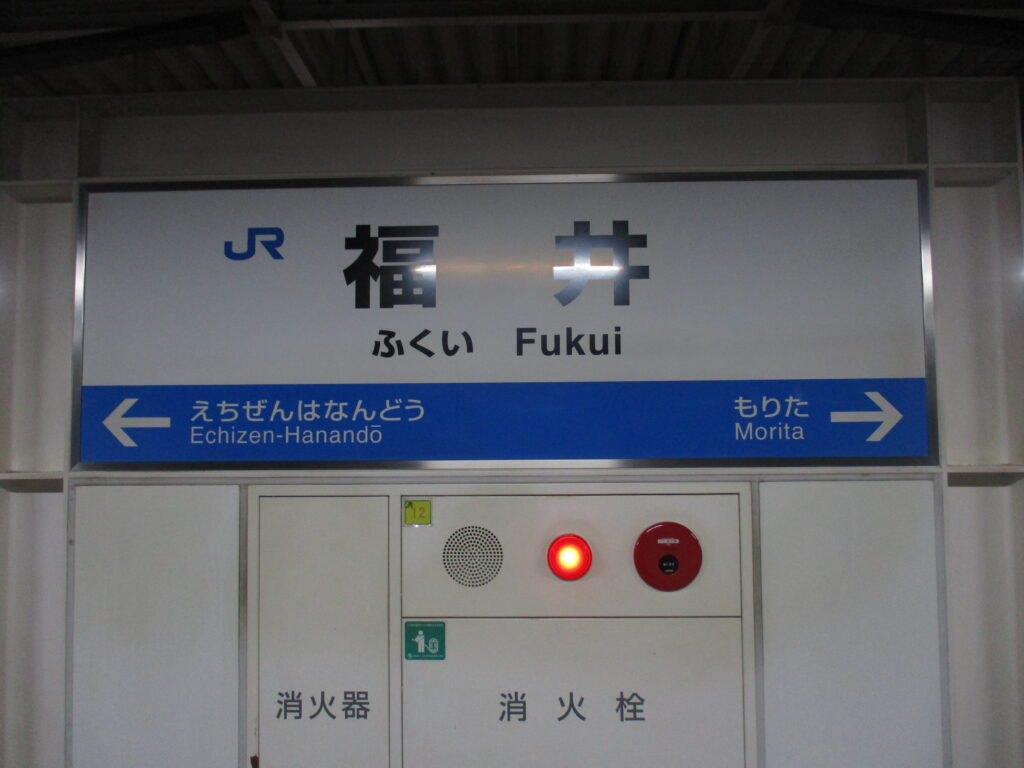 JR 福井
ふくい Fukui
えちぜんはなんどう
Echizen-Hanandō
もりた
Morita
12
消火器
消火栓